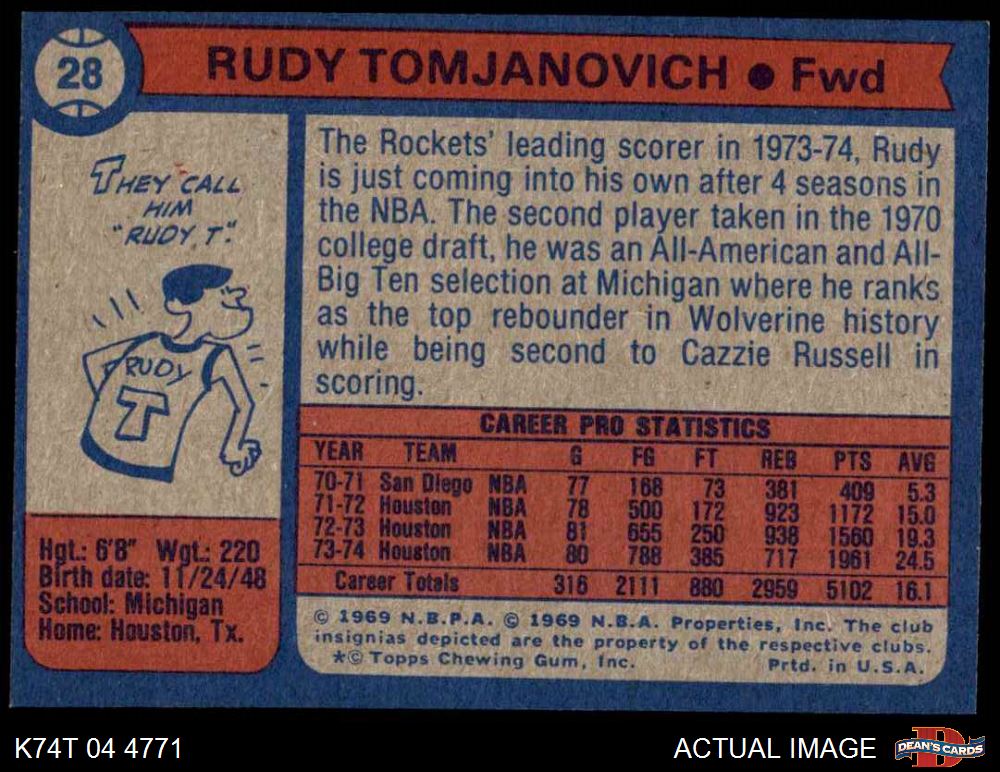 28
RUDY TOMJANOVICH ● Fwd
THEY CALL
HIM
"RUDY T."
RUDY
T
Hgt.: 6'8" Wgt.: 220
Birth date: 11/24/48
School: Michigan
Home: Houston, Tx.
The Rockets' leading scorer in 1973-74, Rudy
is just coming into his own after 4 seasons in
the NBA. The second player taken in the 1970
college draft, he was an All-American and All-
Big Ten selection at Michigan where he ranks
as the top rebounder in Wolverine history
while being second to Cazzie Russell in
scoring.
CAREER PRO STATISTICS
YEAR TEAM G FG FT REB PTS AVG
70-71 San Diego NBA 77 168 73 381 409 5.3
71-72 Houston NBA 78 500 172 923 1172 15.0
72-73 Houston NBA 81 655 250 938 1560 19.3
73-74 Houston NBA 80 788 385 717 1961 24.5
Career Totals 316 2111 880 2959 5102 16.1
© 1969 N.B.P.A. © 1969 N.B.A. Properties, Inc. The club
insignias depicted are the property of the respective clubs.
*© Topps Chewing Gum, Inc. Prtd. in U.S.A.
K74T 04 4771
ACTUAL IMAGE
D
DEAN'S CARDS